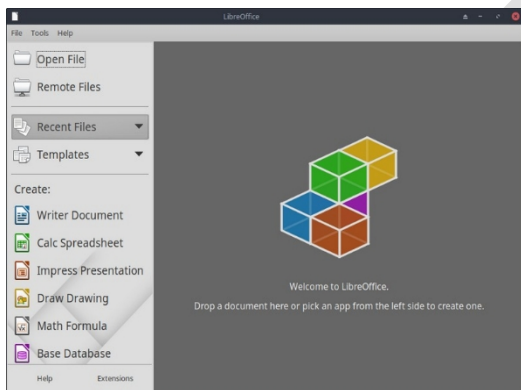 LibreOffice
File Tools Help
Open File
Remote Files
Recent Files
Templates
Create:
Writer Document
Calc Spreadsheet
Impress Presentation
Draw Drawing
Math Formula
Base Database
Help Extensions
Welcome to LibreOffice.
Drop a document here or pick an app from the left side to create one.